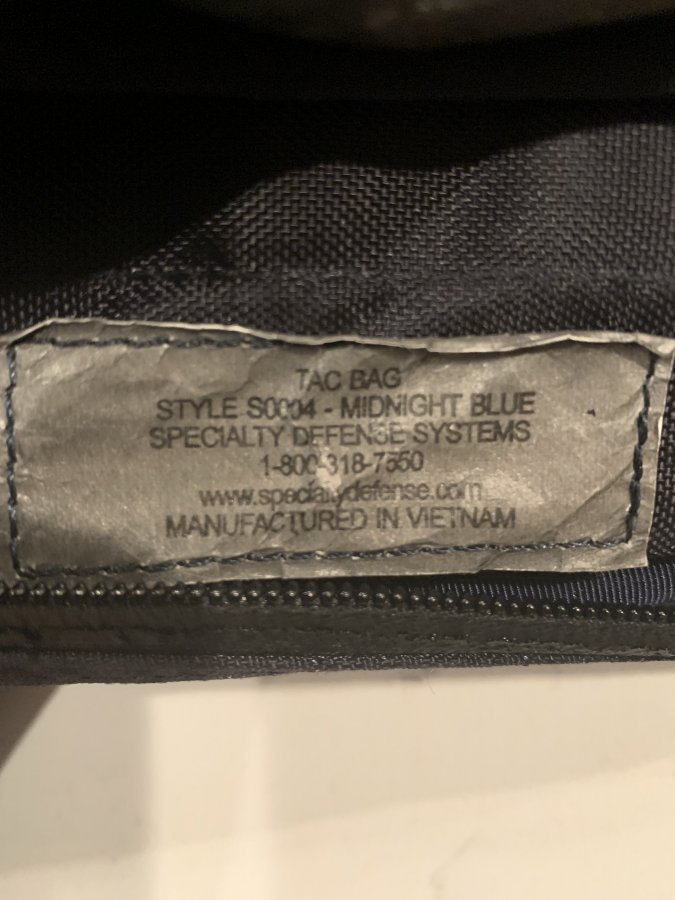 TAC BAG
STYLE S0004 - MIDNIGHT BLUE
SPECIALTY DEFENSE SYSTEMS
1-800-318-7550
www.specialtydefense.com
MANUFACTURED IN VIETNAM